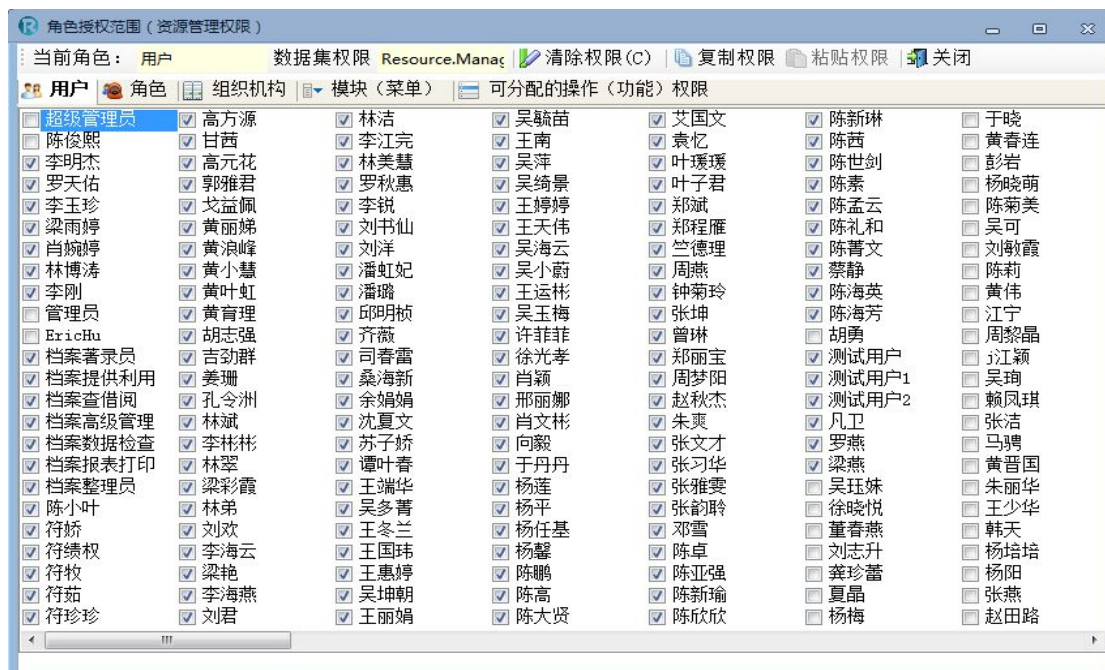 角色授权范围(资源管理权限)
当前角色: 用户 数据集权限 Resource.Manag 清除权限(C) 复制权限 粘贴权限 关闭
用户 角色 组织机构 模块(菜单) 可分配的操作(功能)权限
超级管理员 高方源 林洁 吴毓苗 艾国文 陈新琳 于晓
陈俊熙 甘茜 李江完 王南 袁忆 陈茜 黄春连
李明杰 高元花 林美慧 吴萍 叶瑗瑗 陈世剑 彭岩
罗天佑 郭雅君 罗秋惠 吴绮景 叶子君 陈素 杨晓萌
李玉珍 戈益佩 李锐 王婷婷 郑斌 陈孟云 陈菊美
梁雨婷 黄丽娣 刘书仙 王天伟 郑程雁 陈礼和 吴可
肖婉婷 黄浪峰 刘洋 吴海云 竺德理 陈菁文 刘敏霞
林博涛 黄小慧 潘虹妃 吴小蔚 周燕 蔡静 陈莉
李刚 黄叶虹 潘璐 王运彬 钟菊玲 陈海英 黄伟
管理员 黄育理 邱明桢 吴玉梅 张坤 陈海芳 江宁
EricHu 胡志强 齐薇 许菲菲 曾琳 胡勇 周黎晶
档案著录员 吉劲群 司春雷 徐光孝 郑丽宝 测试用户 j江颖
档案提供利用 姜珊 桑海新 肖颖 周梦阳 测试用户1 吴珣
档案查借阅 孔令洲 余娟娟 邢丽娜 赵秋杰 测试用户2 赖凤琪
档案高级管理 林斌 沈夏文 肖文彬 朱爽 凡卫 张洁
档案数据检查 李彬彬 苏子娇 向毅 张文才 罗燕 马骋
档案报表打印 林翠 谭叶春 于丹丹 张习华 梁燕 黄晋国
档案整理员 梁彩霞 王端华 杨莲 张雅雯 吴珏姝 朱丽华
陈小叶 林弟 吴多菁 杨平 张韵聆 徐晓悦 王少华
符娇 刘欢 王冬兰 杨任基 邓雪 董春燕 韩天
符绩权 李海云 王国玮 杨馨 陈卓 刘志升 杨培培
符牧 梁艳 王惠婷 陈鹏 陈亚强 龚珍蕾 杨阳
符茹 李海燕 吴坤朝 陈高 陈新瑜 夏晶 张燕
符珍珍 刘君 王丽娟 陈大贤 陈欣欣 杨梅 赵田路